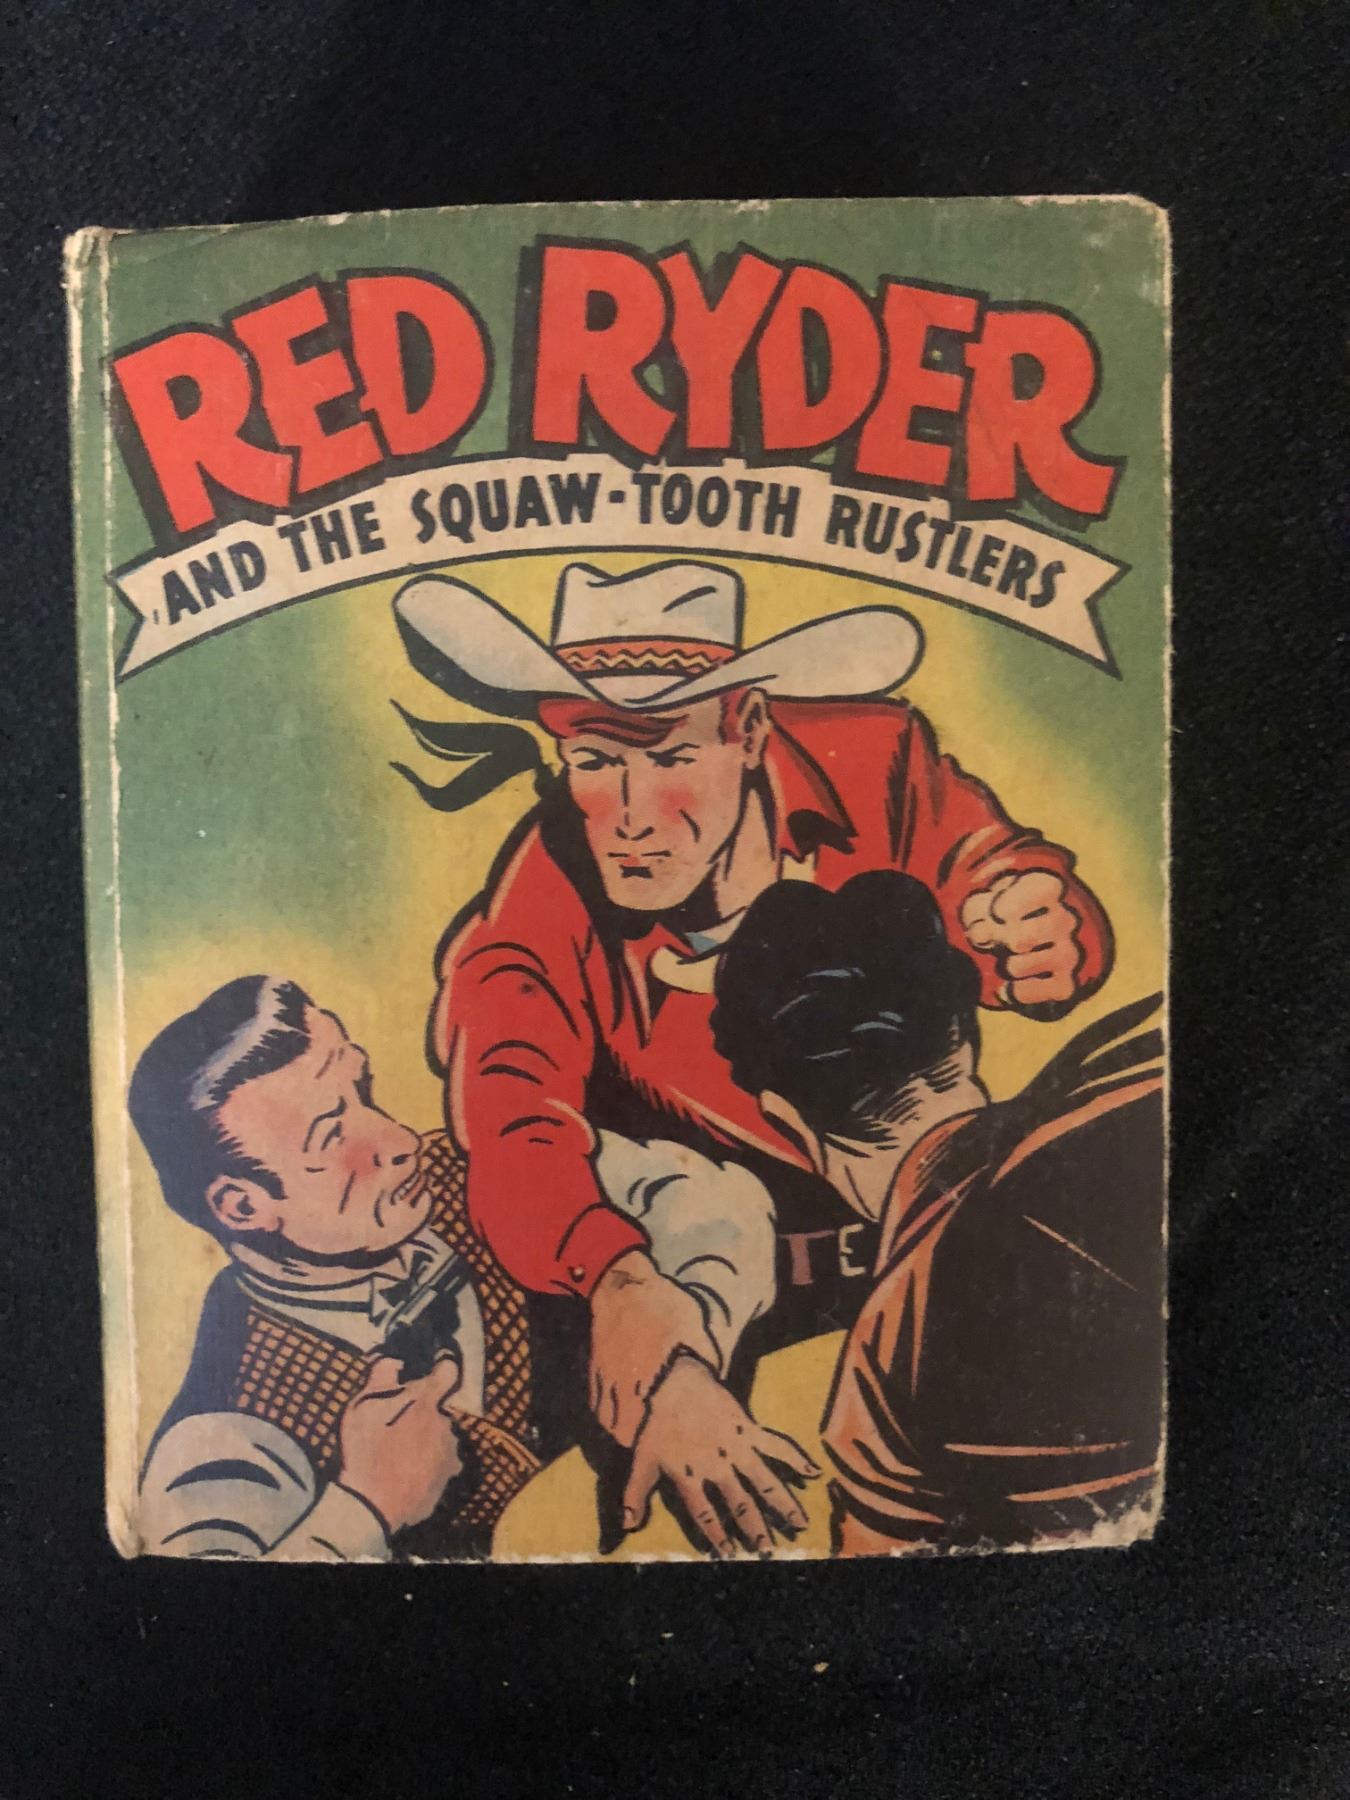 RED RYDER
AND THE SQUAW-TOOTH RUSTLERS